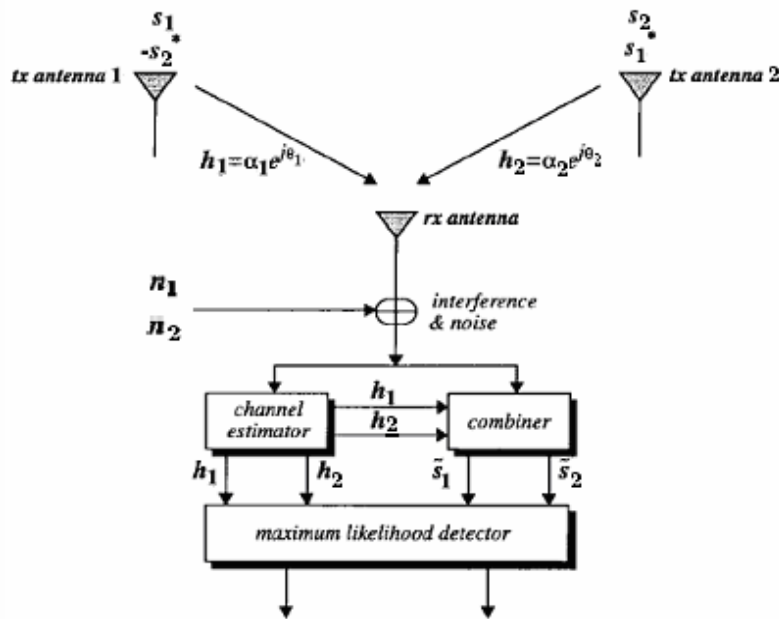 s₁
-s₂*
tx antenna 1
s₂
s₁*
tx antenna 2
h₁=α₁e^{jθ₁}
h₂=α₂e^{jθ₂}
rx antenna
n₁
n₂
interference
& noise
channel
estimator
h₁
h₂
combiner
h₁
h₂
s̃₁
s̃₂
maximum likelihood detector